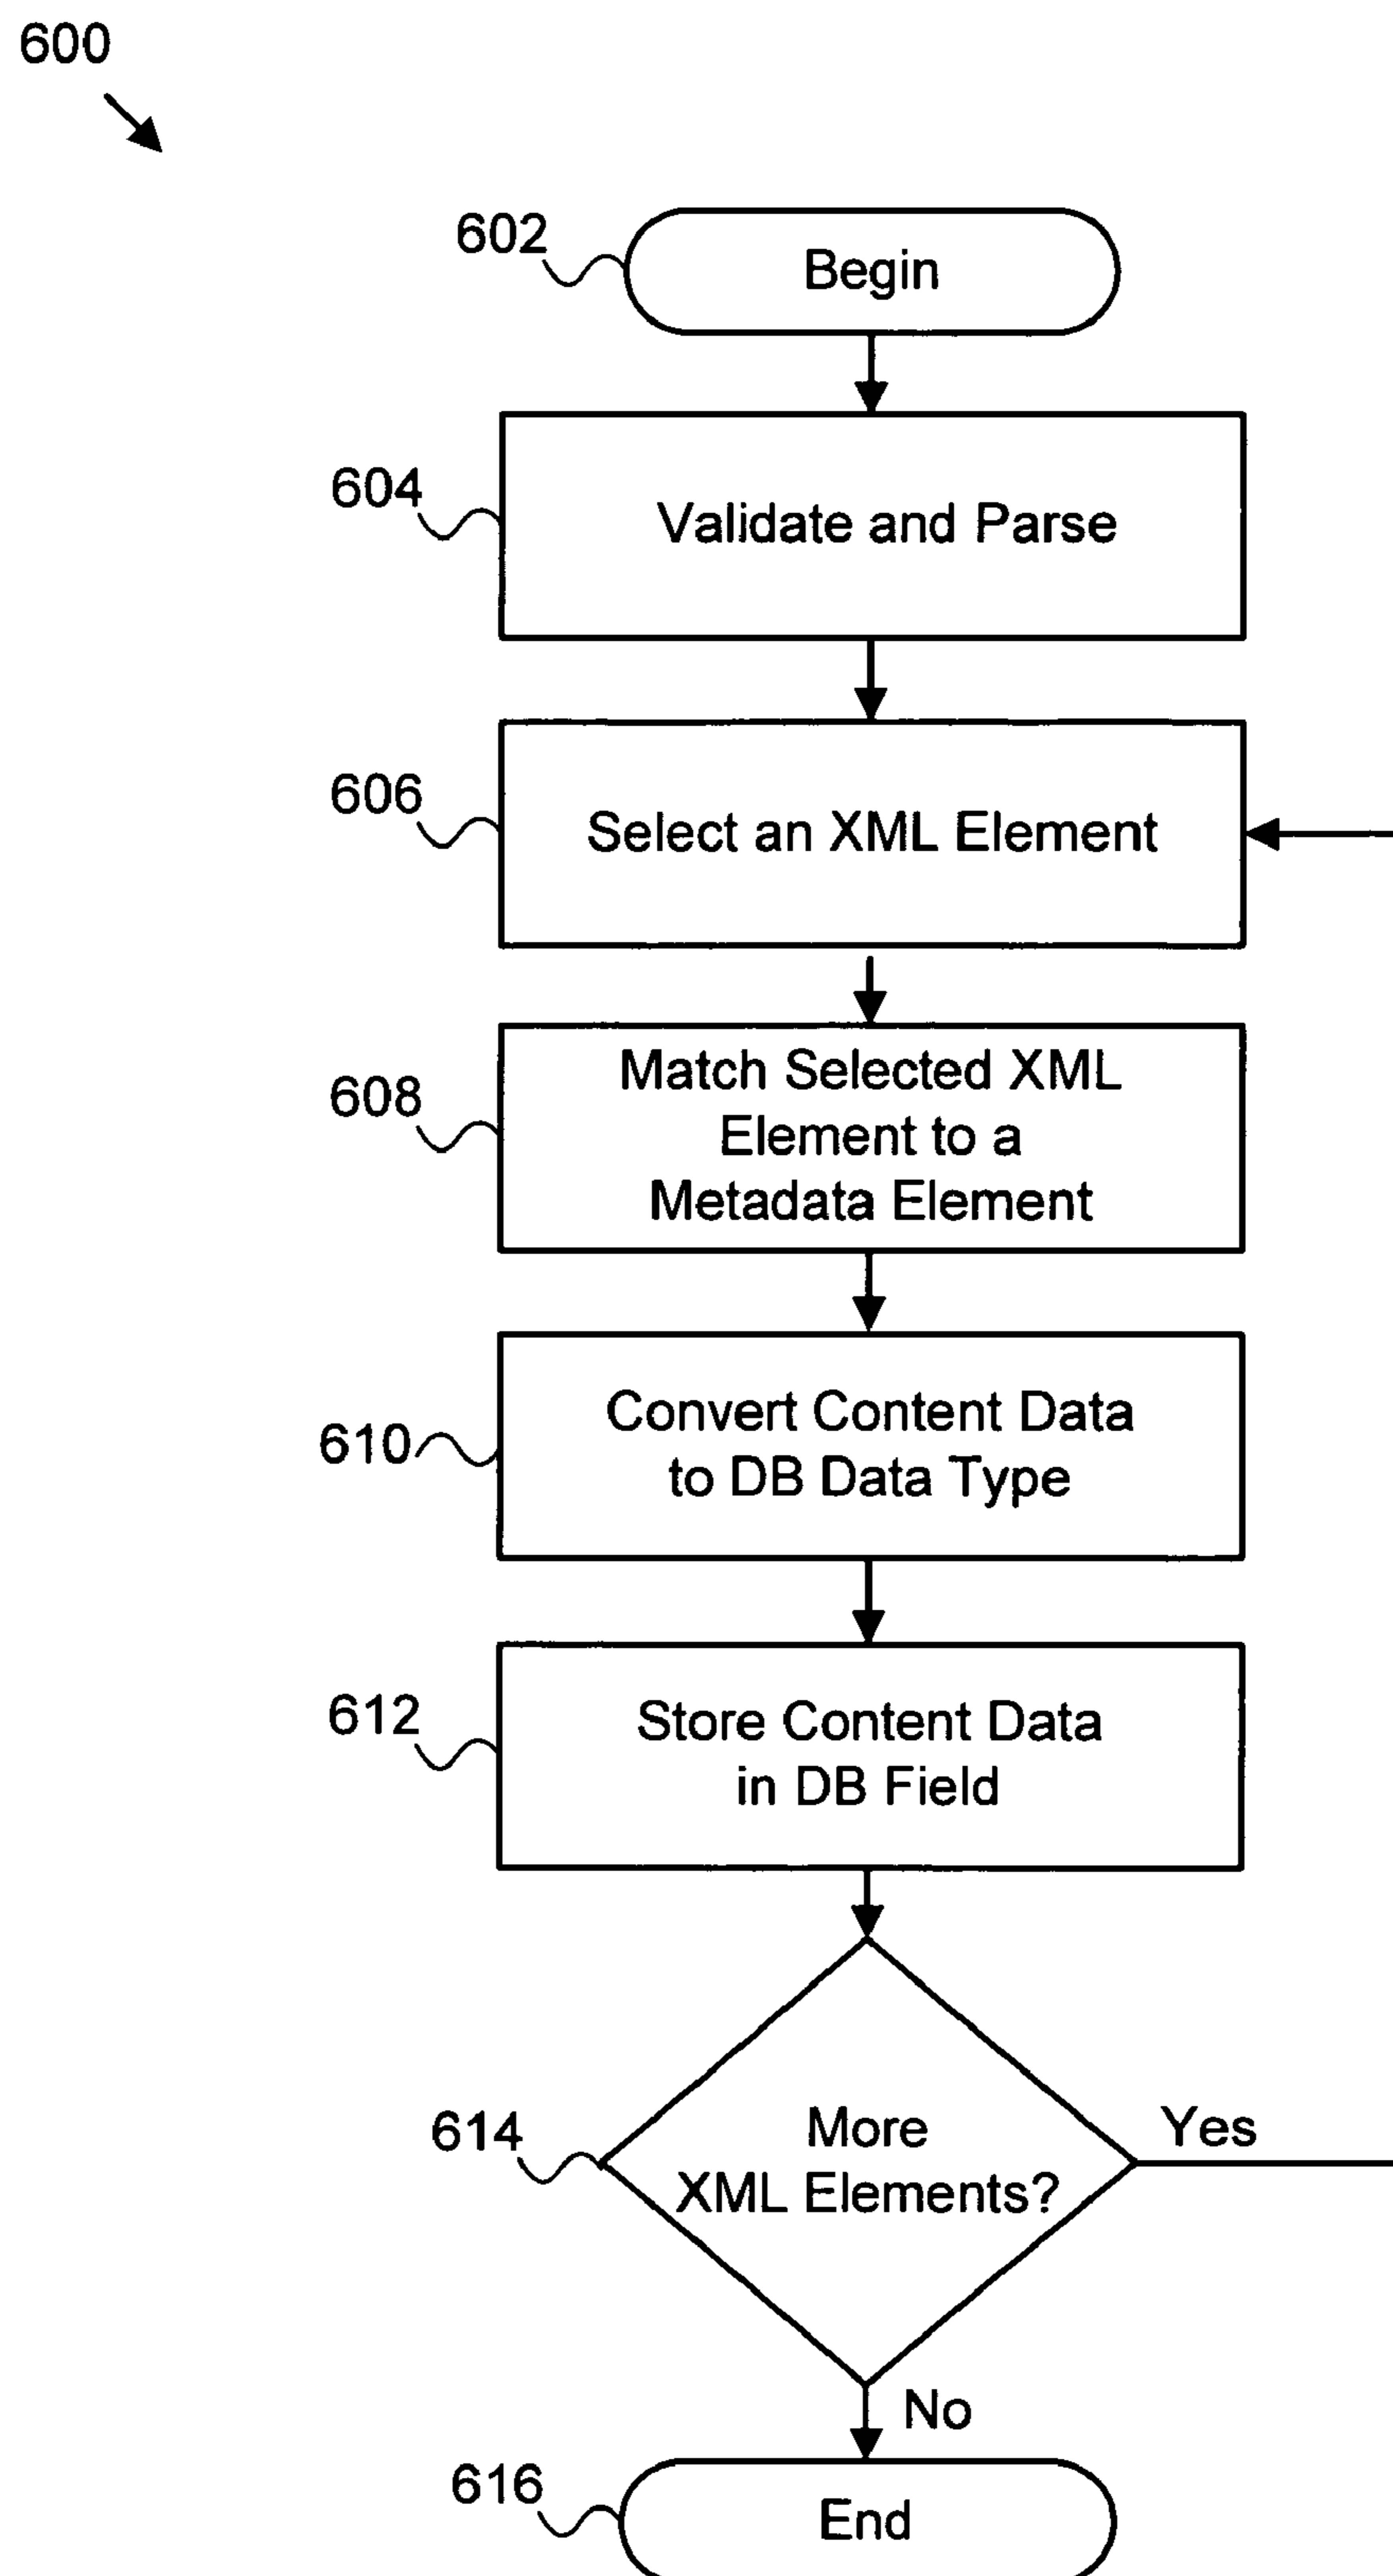 600
602
Begin
604
Validate and Parse
606
Select an XML Element
608
Match Selected XML
Element to a
Metadata Element
610
Convert Content Data
to DB Data Type
612
Store Content Data
in DB Field
614
More
XML Elements?
Yes
No
616
End